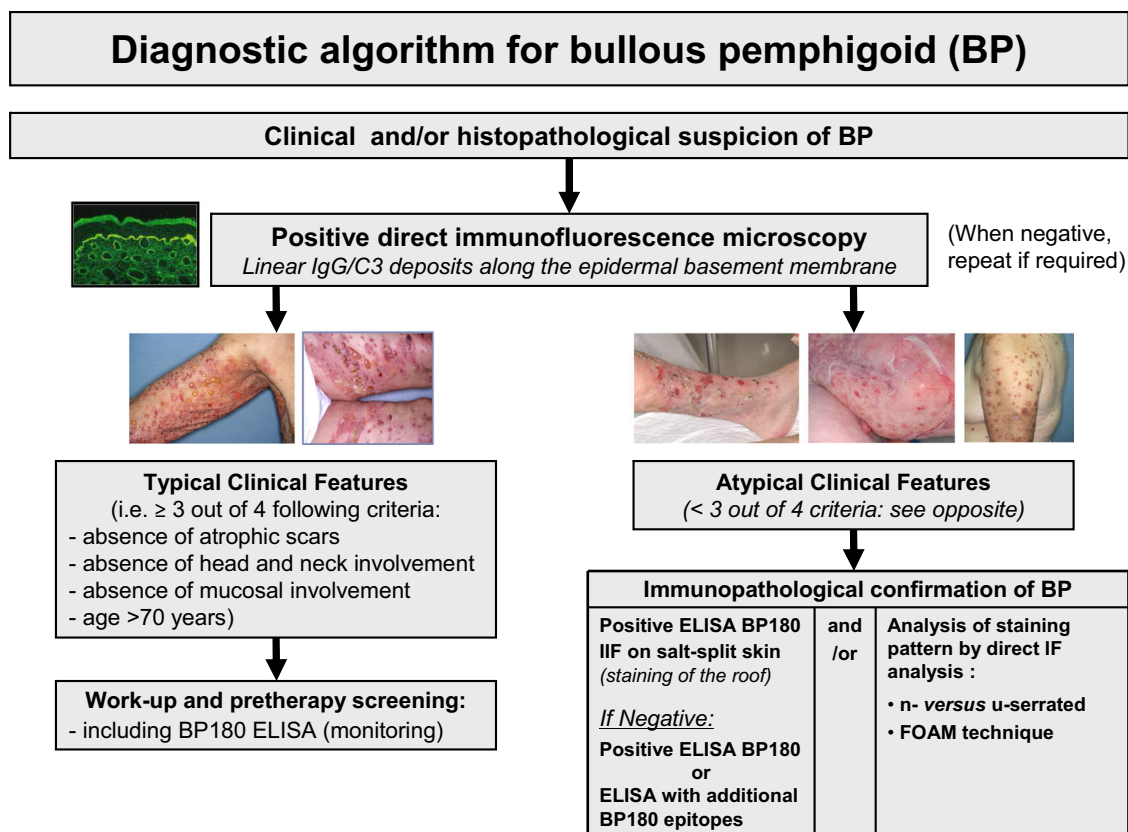 Diagnostic algorithm for bullous pemphigoid (BP)
Clinical and/or histopathological suspicion of BP
Positive direct immunofluorescence microscopy
Linear IgG/C3 deposits along the epidermal basement membrane
(When negative,
repeat if required)
Typical Clinical Features
(i.e. ≥ 3 out of 4 following criteria:
- absence of atrophic scars
- absence of head and neck involvement
- absence of mucosal involvement
- age >70 years)
Work-up and pretherapy screening:
- including BP180 ELISA (monitoring)
Atypical Clinical Features
(< 3 out of 4 criteria: see opposite)
Immunopathological confirmation of BP
Positive ELISA BP180
IIF on salt-split skin
(staining of the roof)
If Negative:
Positive ELISA BP180
or
ELISA with additional
BP180 epitopes
and
/or
Analysis of staining
pattern by direct IF
analysis :
• n- versus u-serrated
• FOAM technique